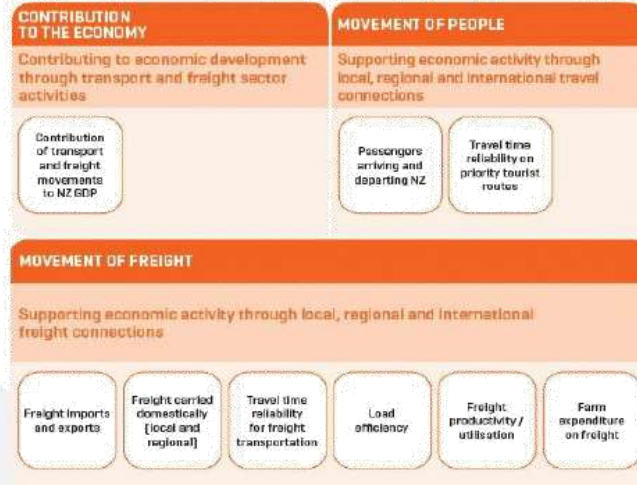 CONTRIBUTION
TO THE ECONOMY
Contributing to economic development
through transport and freight sector
activities
Contribution
of transport
and freight
movements
to NZ GDP
MOVEMENT OF PEOPLE
Supporting economic activity through
local, regional and international travel
connections
Passengers
arriving and
departing NZ
Travel time
reliability on
priority tourist
routes
MOVEMENT OF FREIGHT
Supporting economic activity through local, regional and international
freight connections
Freight imports
and exports
Freight carried
domestically
[local and
regional]
Travel time
reliability
for freight
transportation
Load
efficiency
Freight
productivity /
utilisation
Farm
expenditure
on freight